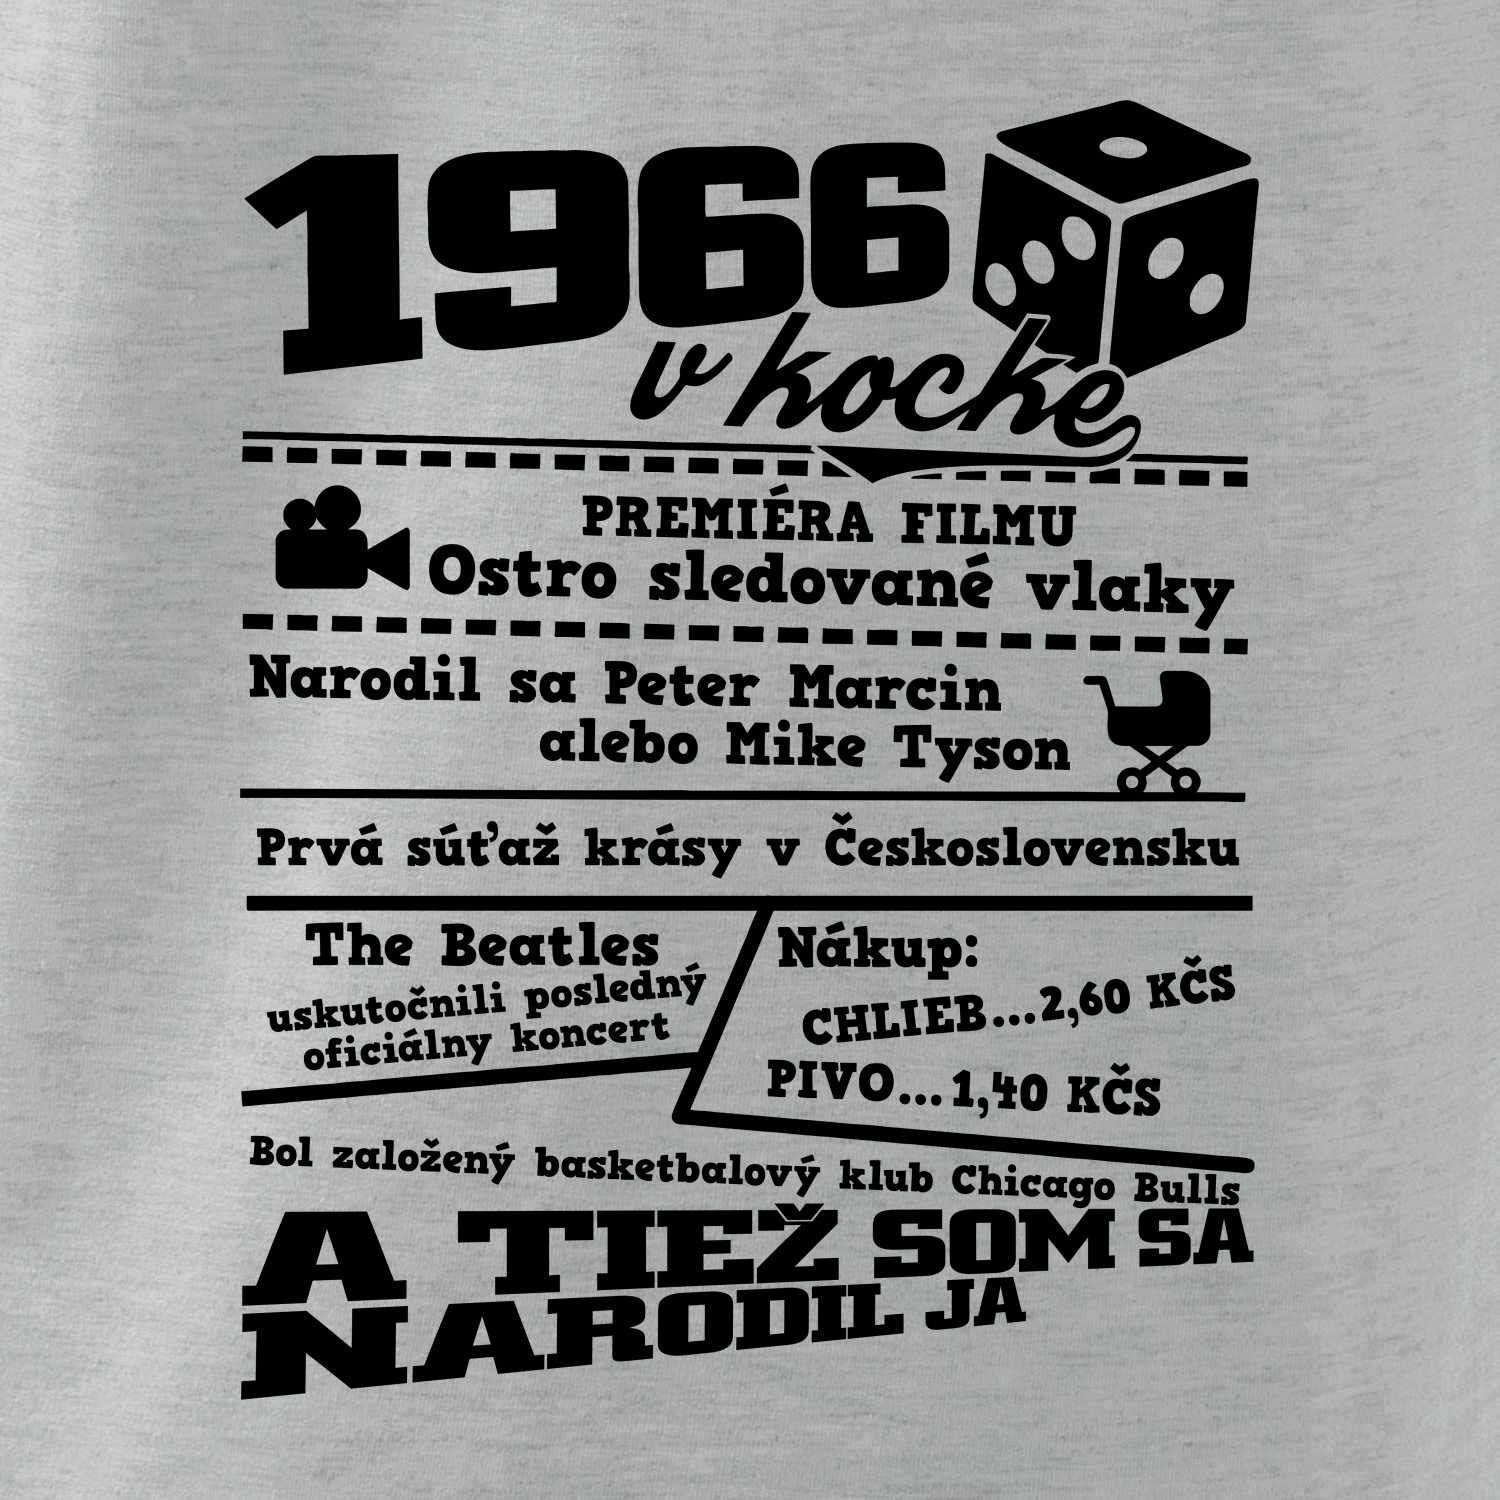 1966
v kocke
PREMIÉRA FILMU
Ostro sledované vlaky
Narodil sa Peter Marcin
alebo Mike Tyson
Prvá súťaž krásy v Československu
The Beatles
uskutočnili posledný
oficiálny koncert
Nákup:
CHLIEB...2,60 KČS
PIVO...1,40 KČS
Bol založený basketbalový klub Chicago Bulls
A TIEŽ SOM SA
NARODIL JA